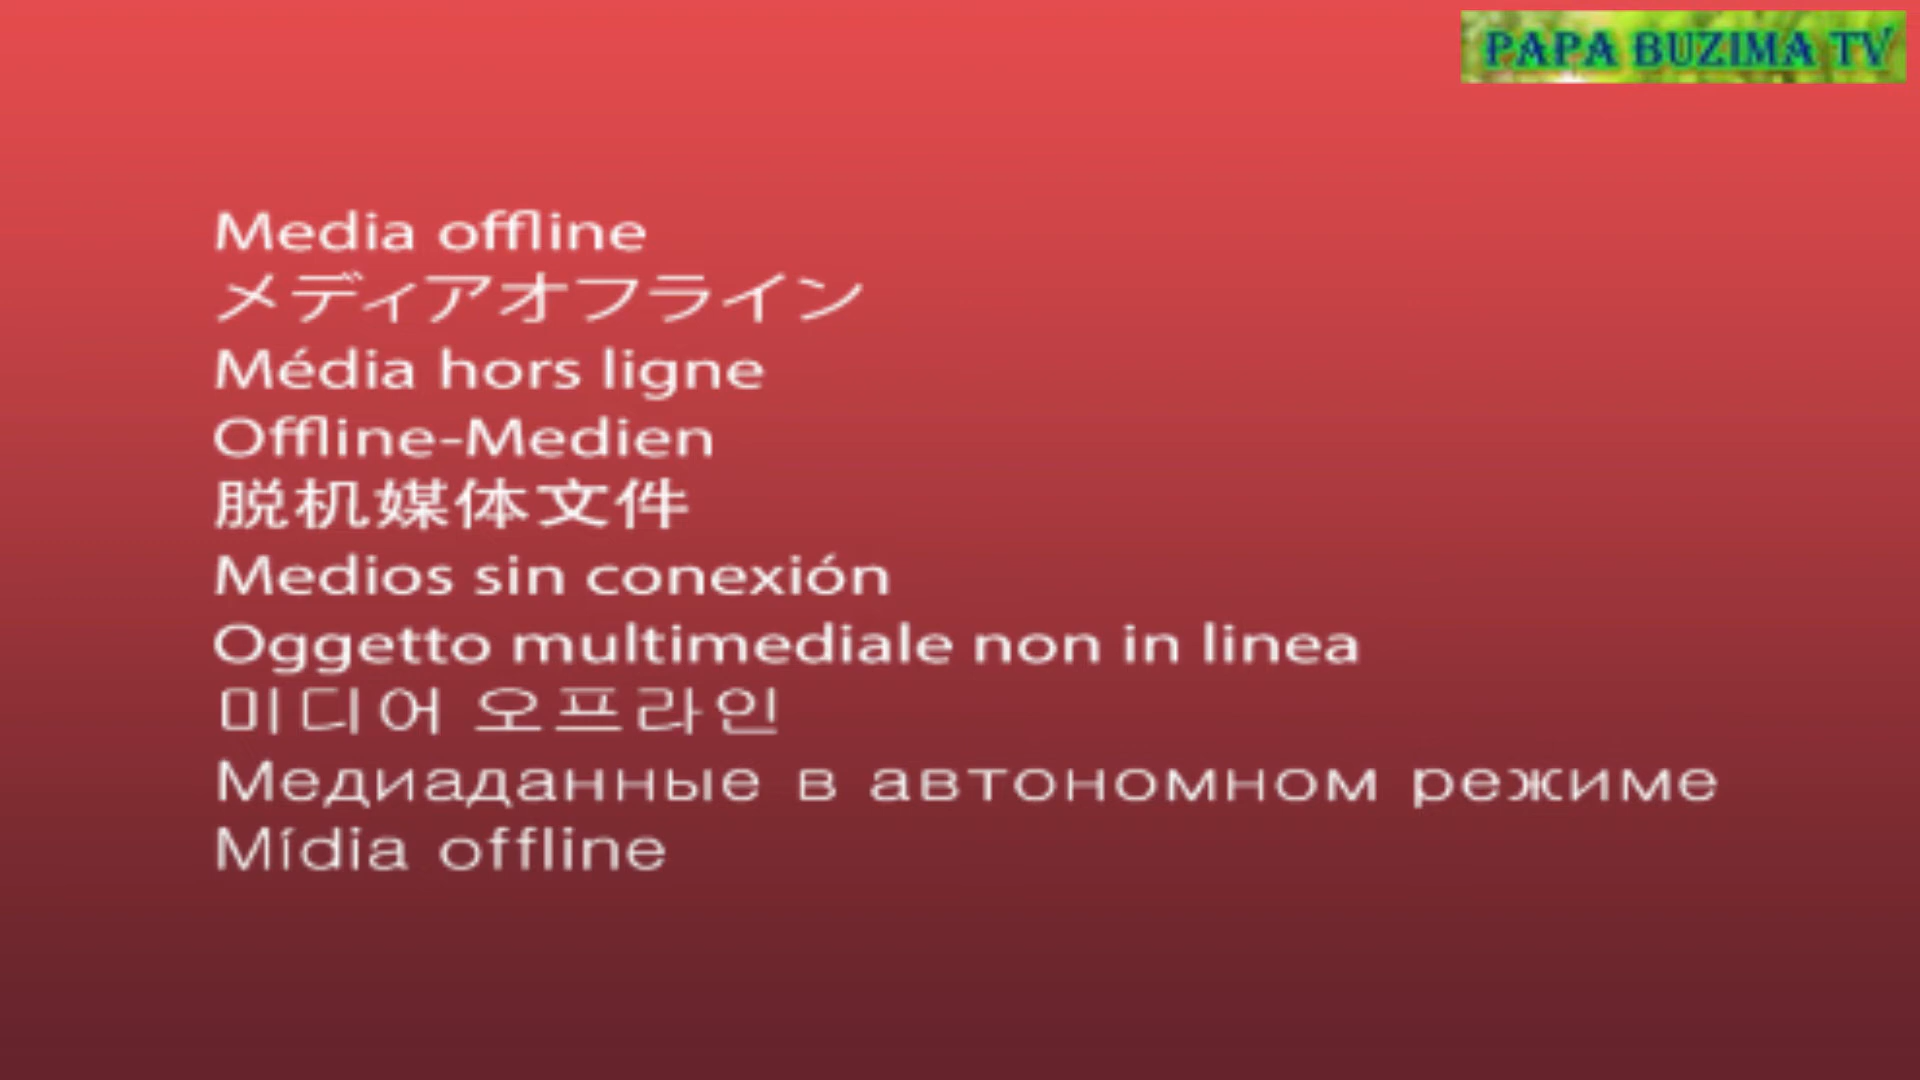 PAPA BUZIMA TV
Media offline
メディアオフライン
Média hors ligne
Offline-Medien
脱机媒体文件
Medios sin conexión
Oggetto multimediale non in linea
미디어 오프라인
Медиаданные в автономном режиме
Mídia offline